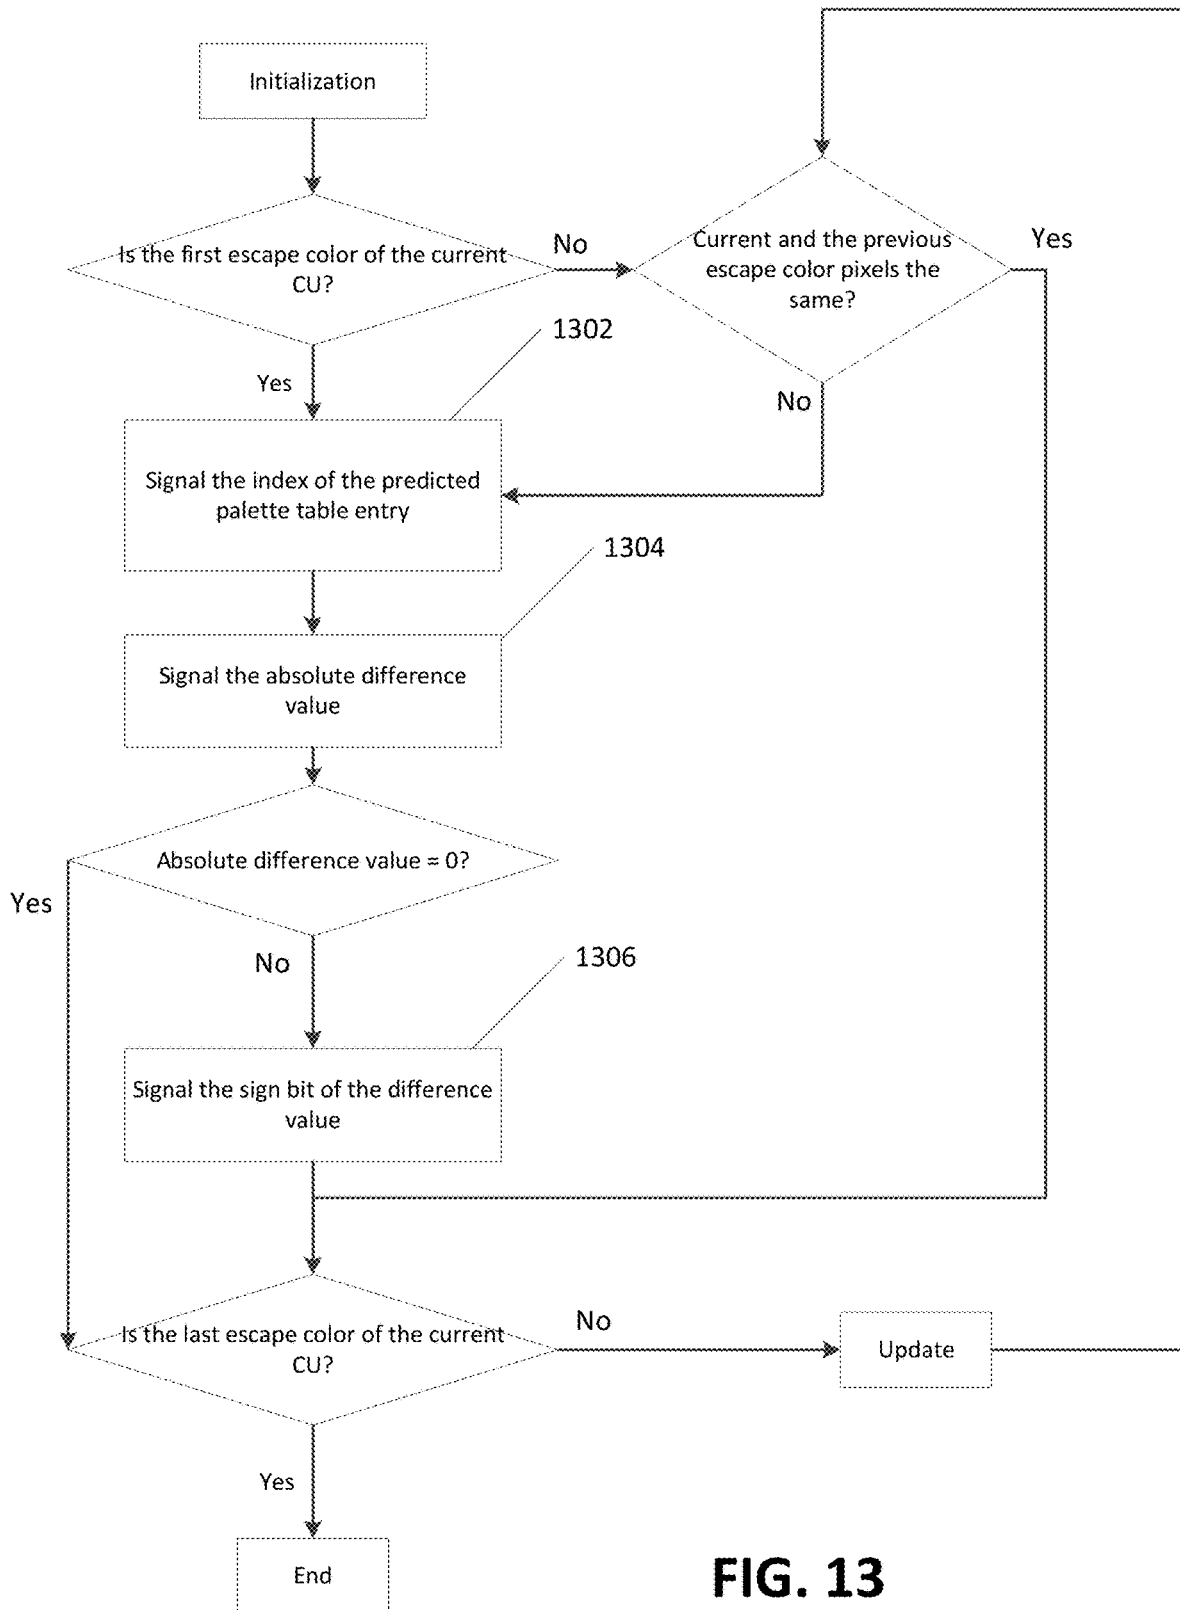 Initialization
Is the first escape color of the current
CU?
No
Current and the previous
escape color pixels the
same?
Yes
1302
Yes
No
Signal the index of the predicted
palette table entry
1304
Signal the absolute difference
value
Absolute difference value = 0?
Yes
No
1306
Signal the sign bit of the difference
value
Is the last escape color of the current
CU?
No
Update
Yes
End
FIG. 13